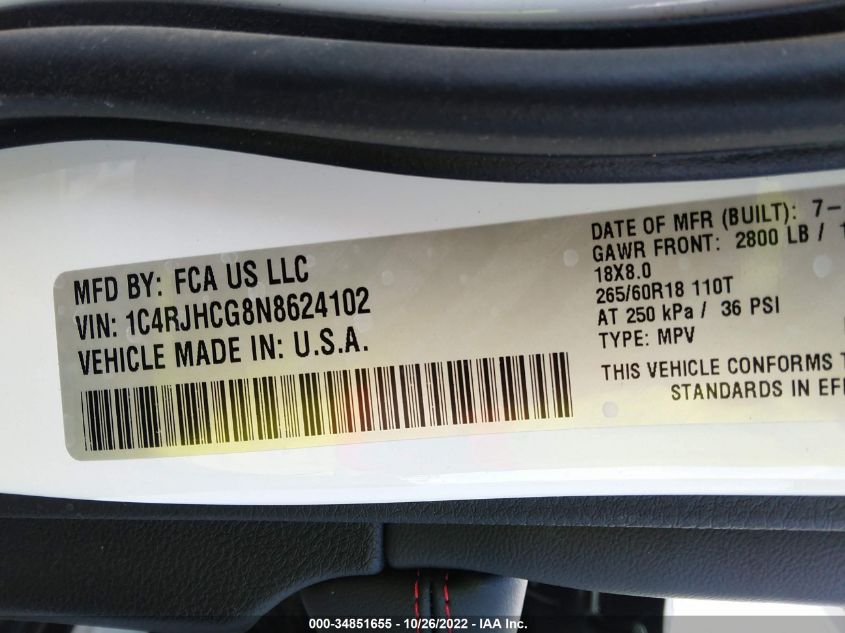 MFD BY: FCA US LLC
VIN: 1C4RJHCG8N8624102
VEHICLE MADE IN: U.S.A.
DATE OF MFR (BUILT): 7-
GAWR FRONT: 2800 LB /
18X8.0
265/60R18 110T
AT 250 kPa / 36 PSI
TYPE: MPV
THIS VEHICLE CONFORMS
STANDARDS IN
000-34851655 - 10/26/2022 - IAA Inc.